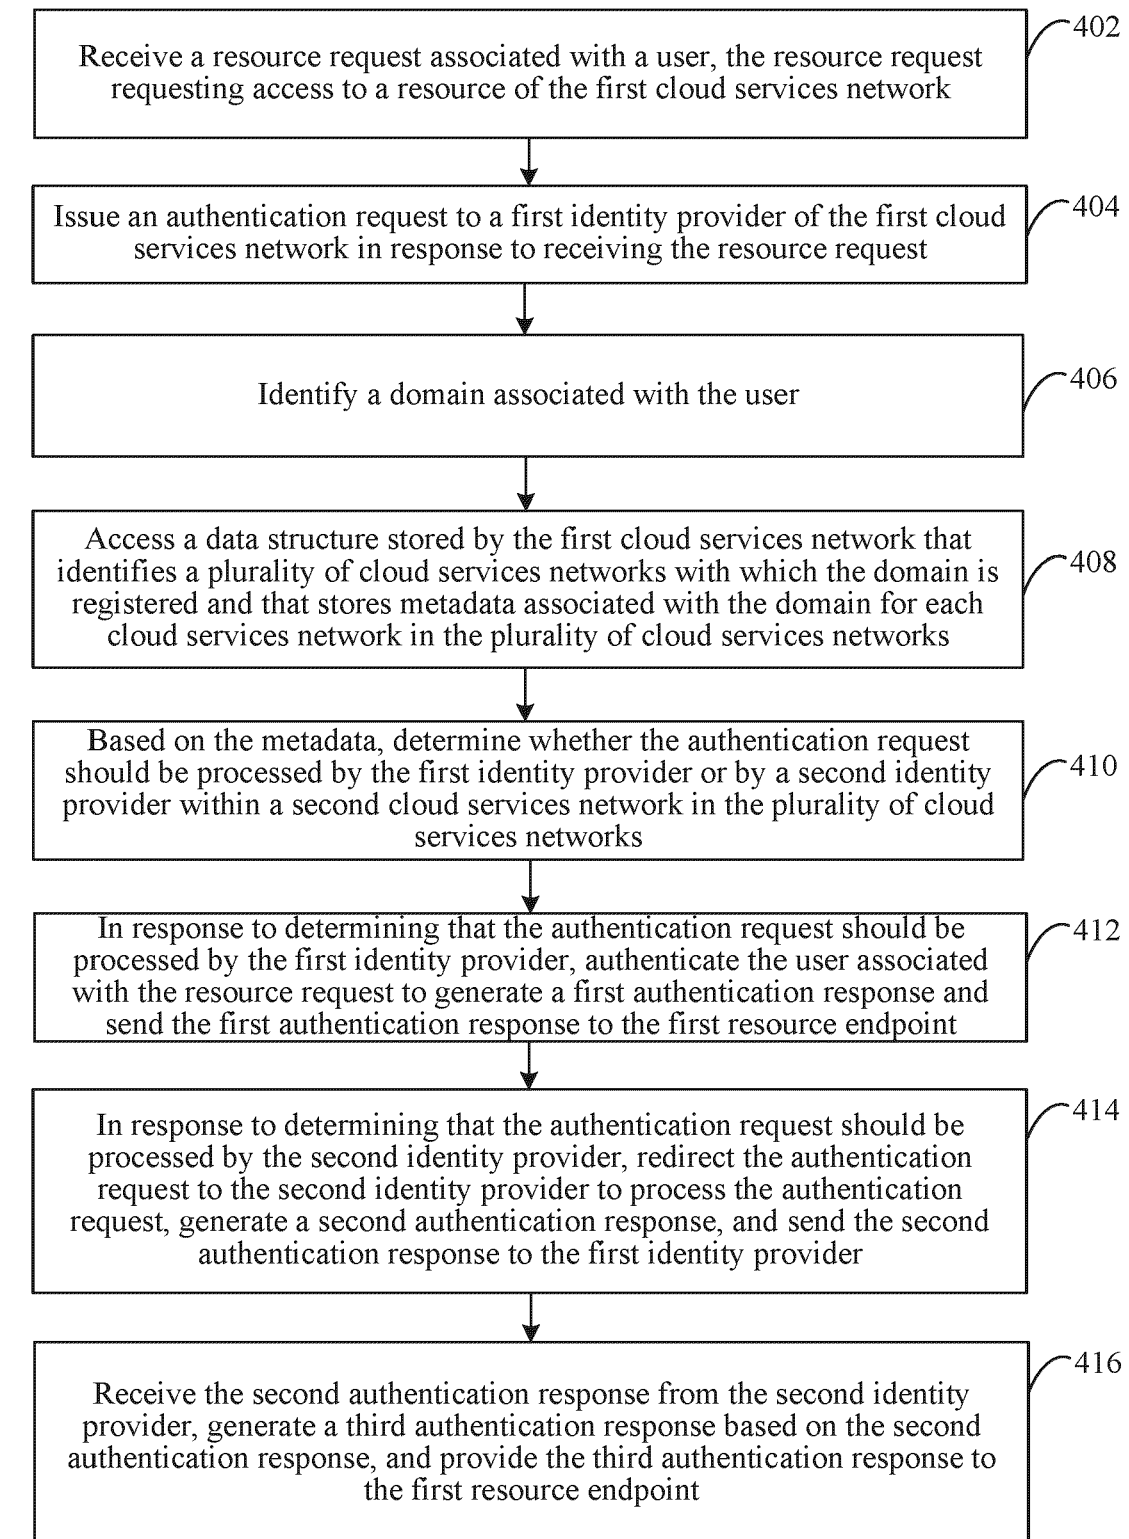 Receive a resource request associated with a user, the resource request
requesting access to a resource of the first cloud services network
402
Issue an authentication request to a first identity provider of the first cloud
services network in response to receiving the resource request
404
Identify a domain associated with the user
406
Access a data structure stored by the first cloud services network that
identifies a plurality of cloud services networks with which the domain is
registered and that stores metadata associated with the domain for each
cloud services network in the plurality of cloud services networks
408
Based on the metadata, determine whether the authentication request
should be processed by the first identity provider or by a second identity
provider within a second cloud services network in the plurality of cloud
services networks
410
In response to determining that the authentication request should be
processed by the first identity provider, authenticate the user associated
with the resource request to generate a first authentication response and
send the first authentication response to the first resource endpoint
412
In response to determining that the authentication request should be
processed by the second identity provider, redirect the authentication
request to the second identity provider to process the authentication
request, generate a second authentication response, and send the second
authentication response to the first identity provider
414
Receive the second authentication response from the second identity
provider, generate a third authentication response based on the second
authentication response, and provide the third authentication response to
the first resource endpoint
416